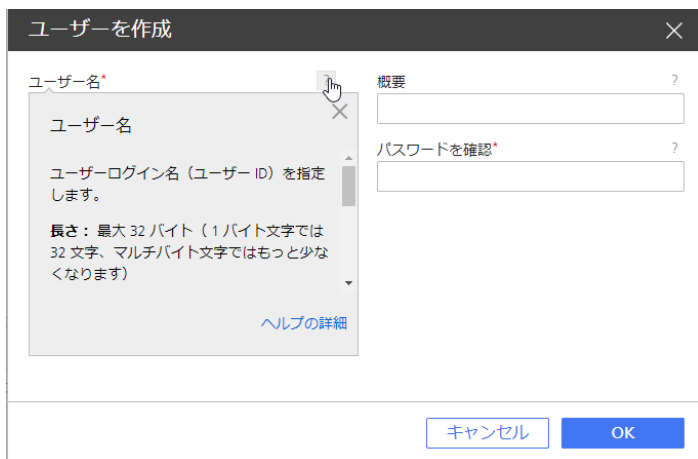 ユーザーを作成
ユーザー名*
?
概要
?
ユーザー名
ユーザーログイン名（ユーザー ID）を指定
します。
長さ： 最大 32 バイト（ 1 バイト文字では
32 文字、マルチバイト文字ではもっと少な
くなります）
ヘルプの詳細
パスワードを確認*
?
キャンセル
OK